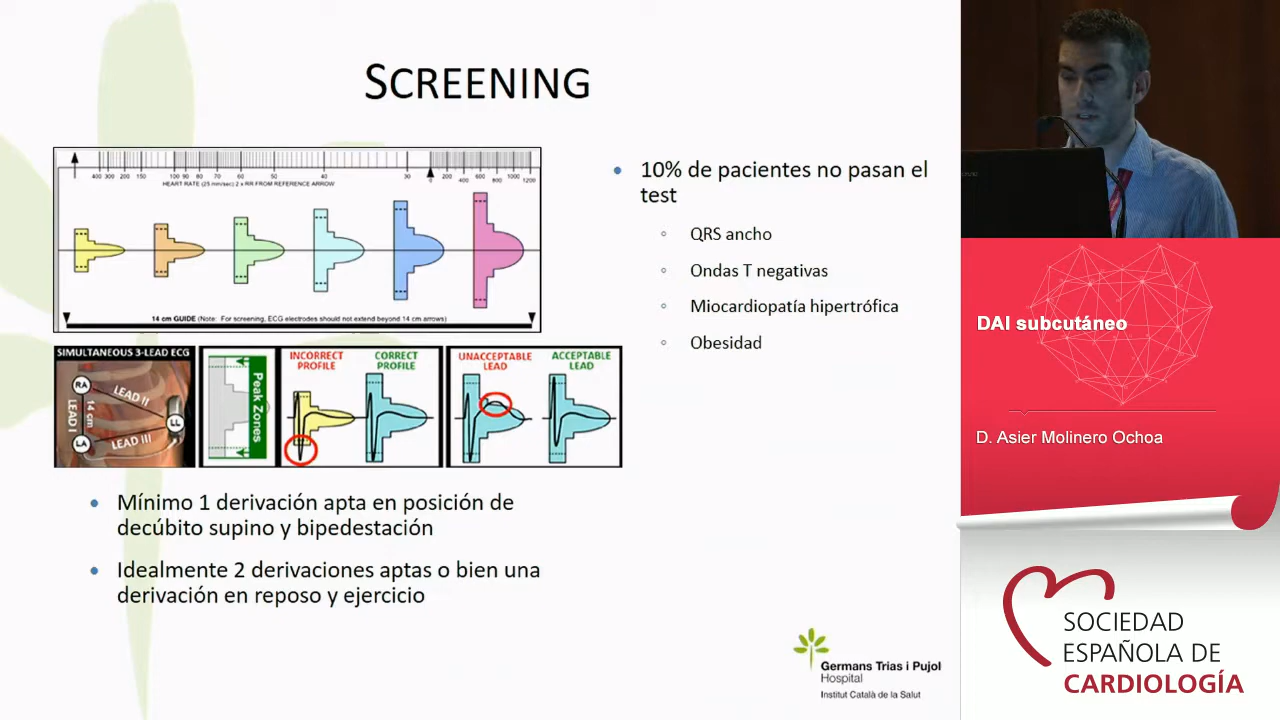 SCREENING
400 300 200 150 100 90 80 70 60 50 40 30 0 200 400 600 800 1000 1200
HEART RATE (25 mm/sec) 2 x RR FROM REFERENCE ARROW
14 cm GUIDE (Note: For screening, ECG electrodes should not extend beyond 14 cm arrows)
SIMULTANEOUS 3-LEAD ECG
RA
LEAD II
LEAD I
14 cm
LL
LA
LEAD III
Peak Zones
INCORRECT
PROFILE
CORRECT
PROFILE
UNACCEPTABLE
LEAD
ACCEPTABLE
LEAD
• Mínimo 1 derivación apta en posición de
decúbito supino y bipedestación
• Idealmente 2 derivaciones aptas o bien una
derivación en reposo y ejercicio
• 10% de pacientes no pasan el
test
◦ QRS ancho
◦ Ondas T negativas
◦ Miocardiopatía hipertrófica
◦ Obesidad
Germans Trias i Pujol
Hospital
Institut Català de la Salut
DAI subcutáneo
D. Asier Molinero Ochoa
SOCIEDAD
ESPAÑOLA DE
CARDIOLOGÍA